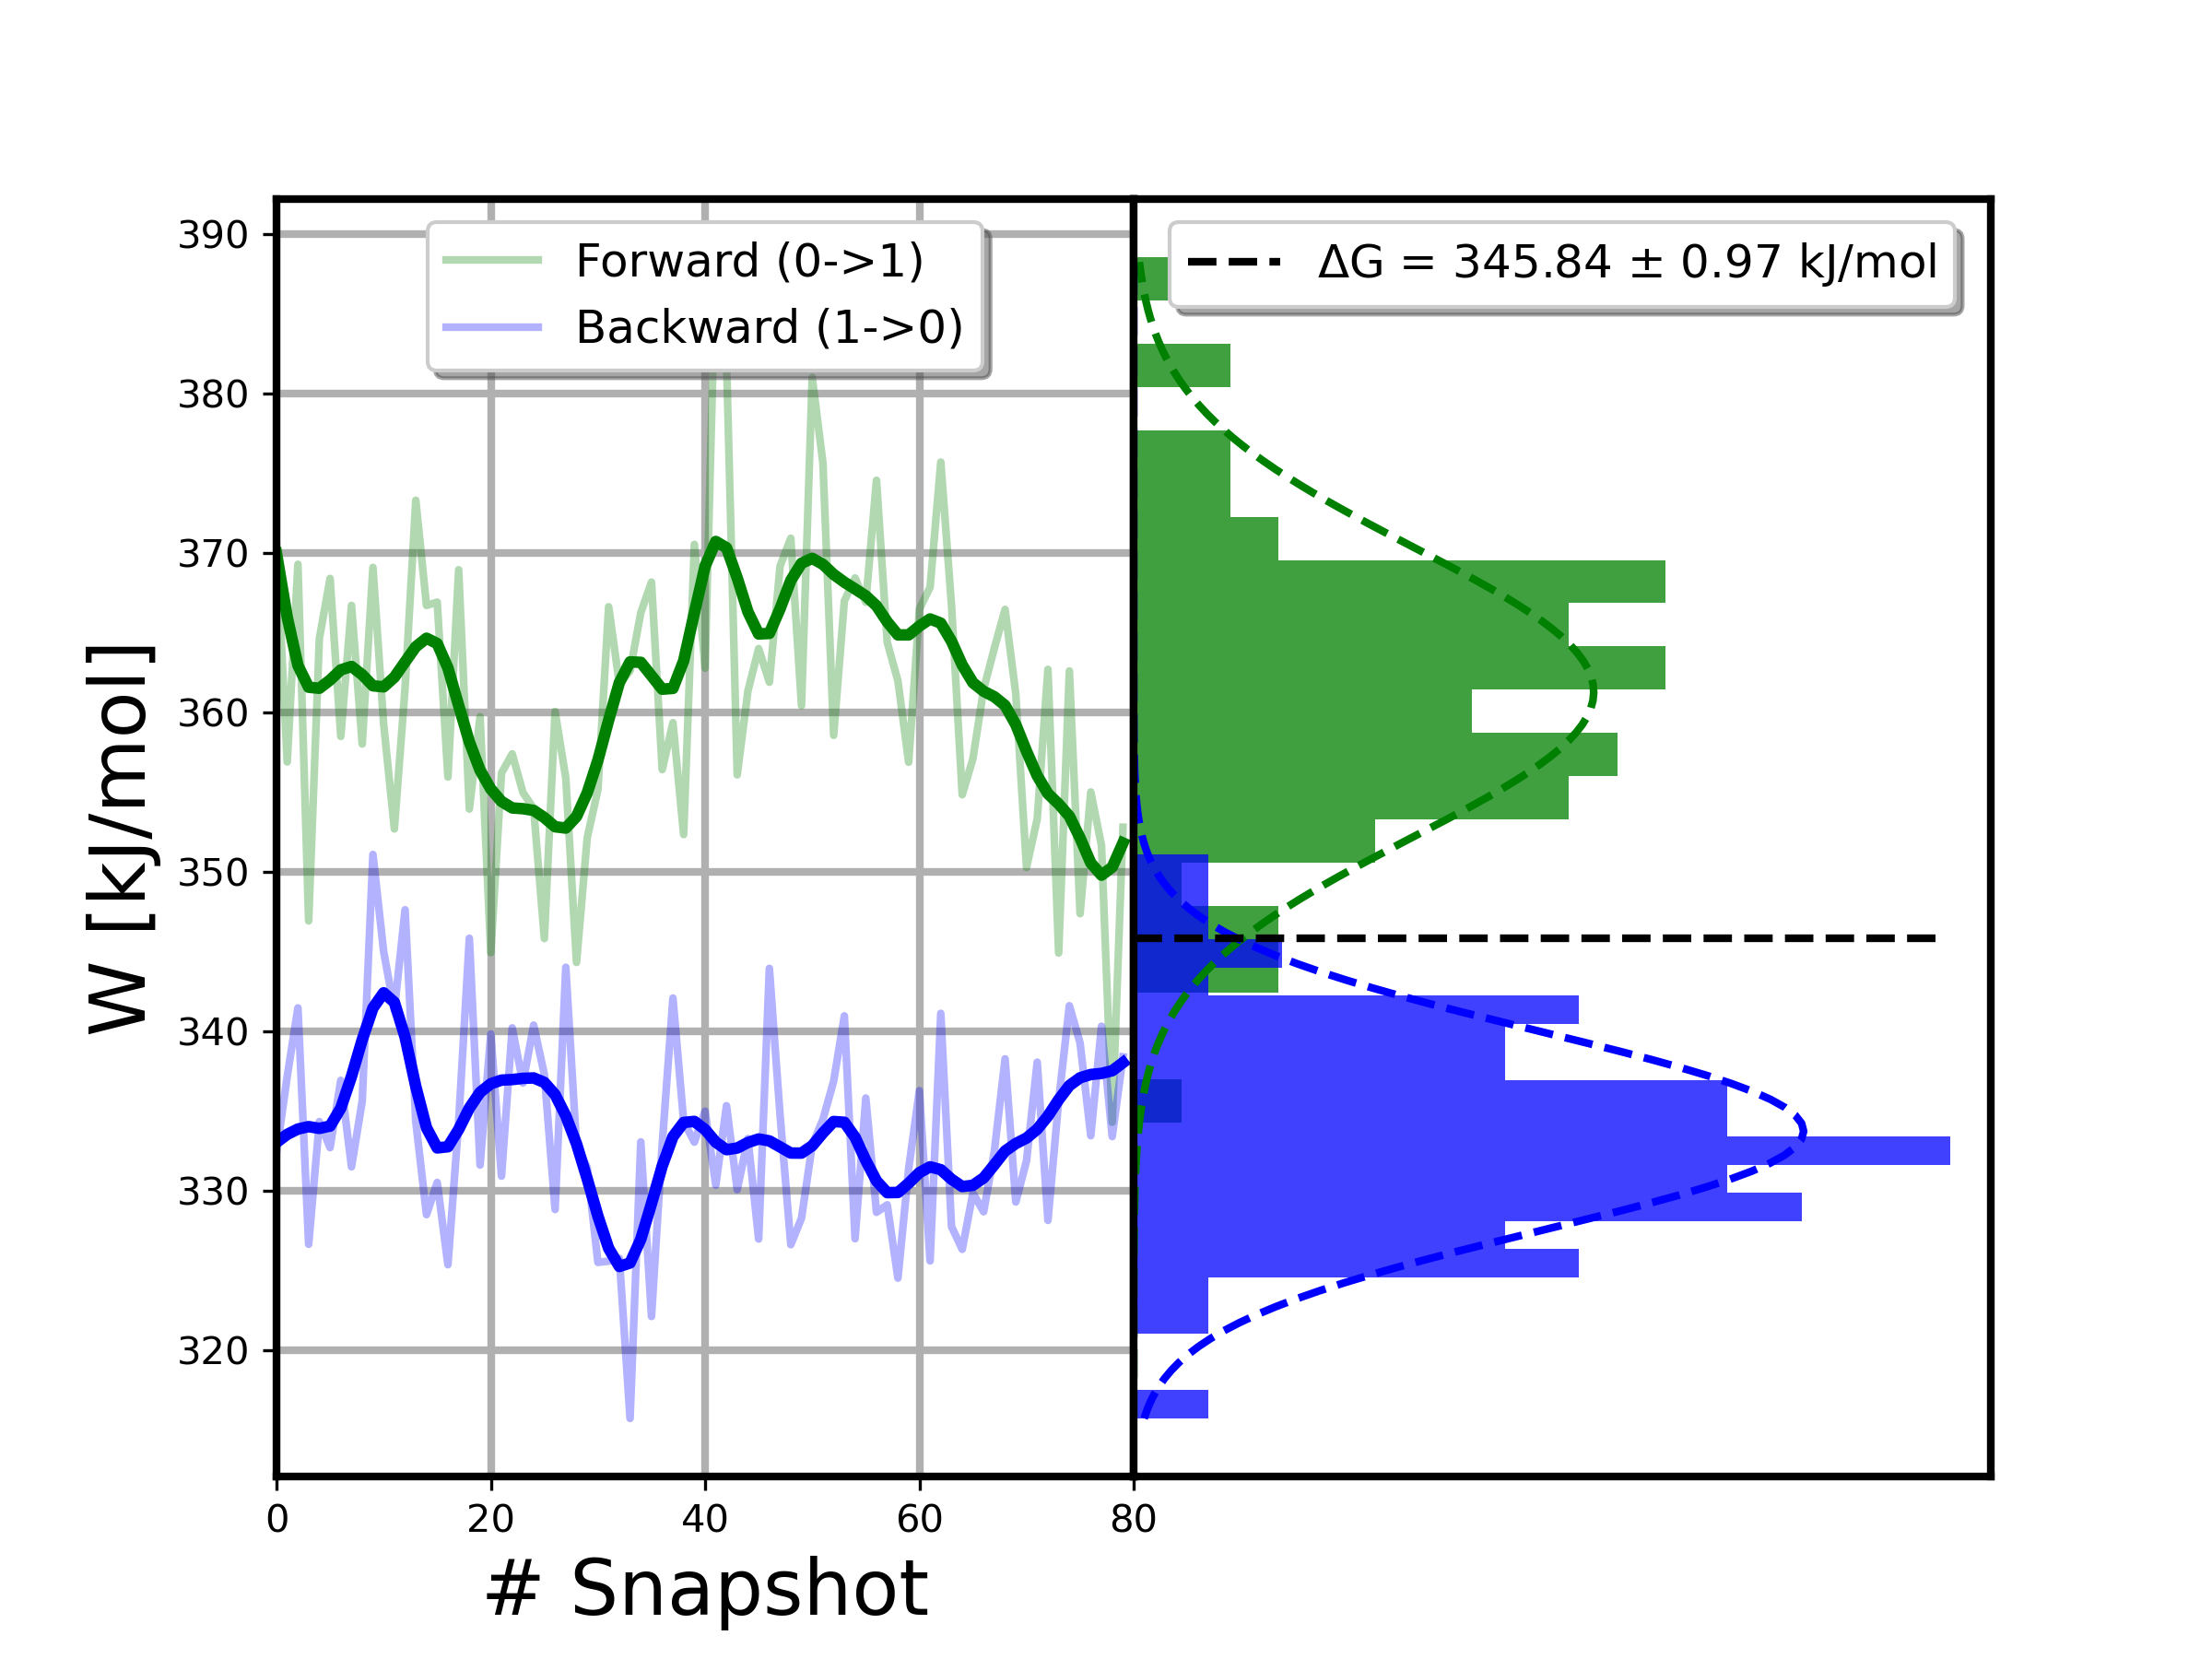 W [kJ/mol]
390
380
370
360
350
340
330
320
Forward (0->1)
Backward (1->0)
ΔG = 345.84 ± 0.97 kJ/mol
0 20 40 60 80
# Snapshot